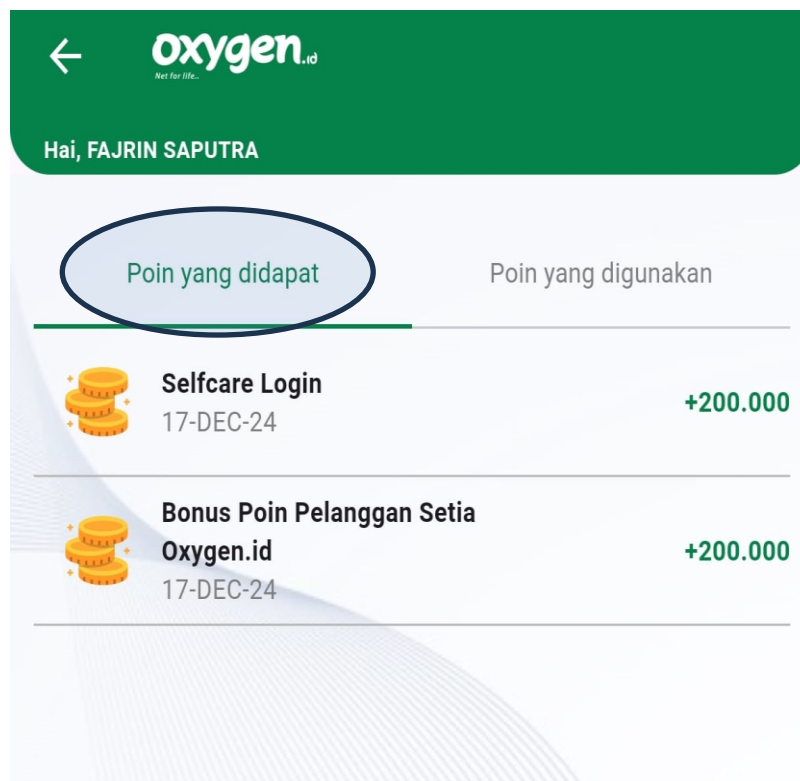 oxygen.id
Net for life..
Hai, FAJRIN SAPUTRA
Poin yang didapat
Poin yang digunakan
Selfcare Login
+200.000
17-DEC-24
Bonus Poin Pelanggan Setia
Oxygen.id
+200.000
17-DEC-24